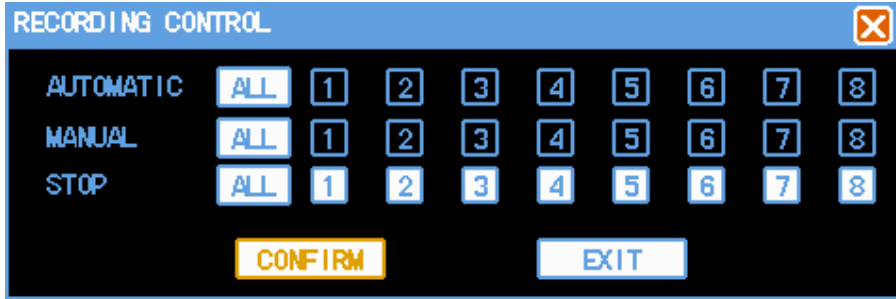 RECORDING CONTROL
AUTOMATIC ALL 1 2 3 4 5 6 7 8
MANUAL ALL 1 2 3 4 5 6 7 8
STOP ALL 1 2 3 4 5 6 7 8
CONFIRM EXIT